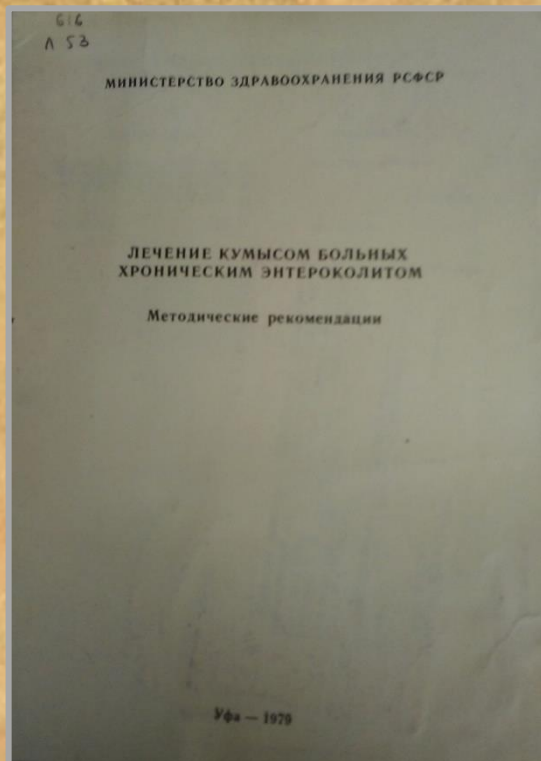 616
Л 53
МИНИСТЕРСТВО ЗДРАВООХРАНЕНИЯ РСФСР
ЛЕЧЕНИЕ КУМЫСОМ БОЛЬНЫХ
ХРОНИЧЕСКИМ ЭНТЕРОКОЛИТОМ
Методические рекомендации
Уфа — 1979